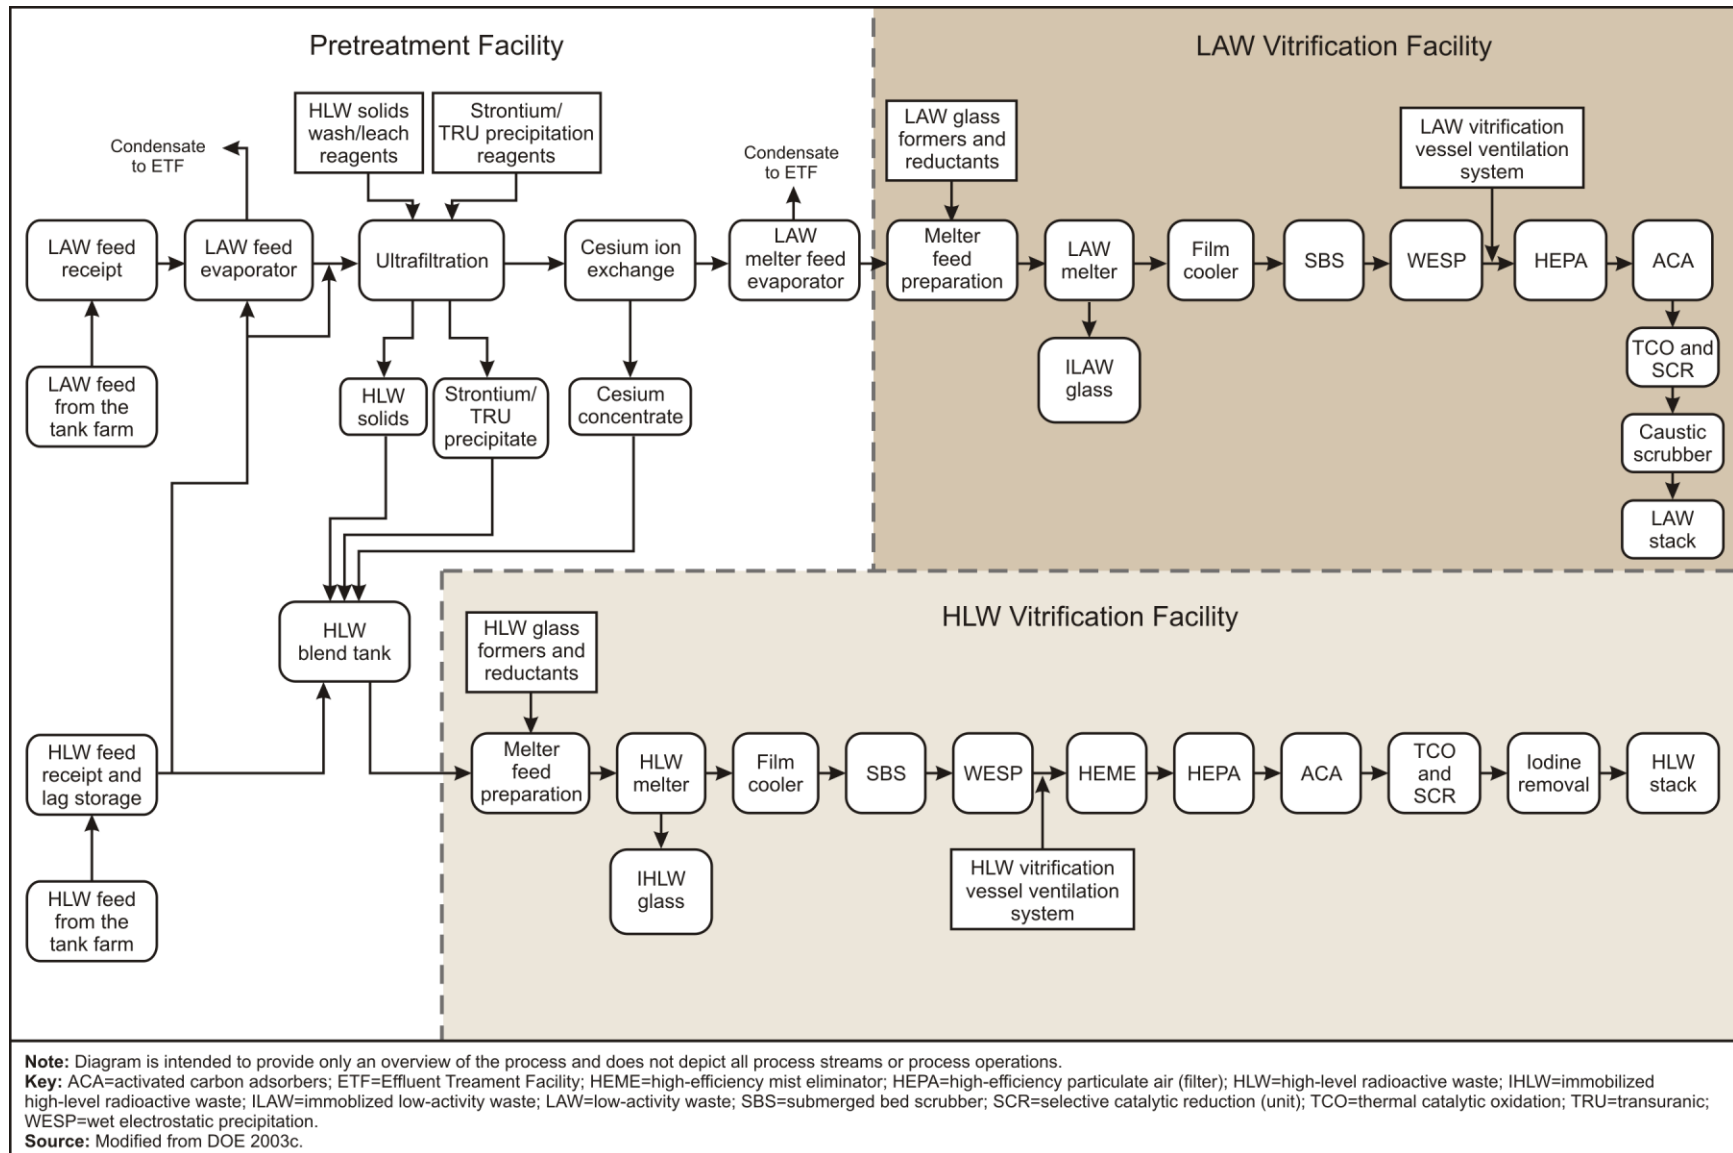 Pretreatment Facility
LAW Vitrification Facility
HLW solids
wash/leach
reagents
Strontium/
TRU precipitation
reagents
Condensate
to ETF
Condensate
to ETF
LAW glass
formers and
reductants
LAW vitrification
vessel ventilation
system
LAW feed
receipt
LAW feed
evaporator
Ultrafiltration
Cesium ion
exchange
LAW
melter feed
evaporator
Melter
feed
preparation
LAW
melter
Film
cooler
SBS
WESP
HEPA
ACA
LAW feed
from the
tank farm
HLW
solids
Strontium/
TRU
precipitate
Cesium
concentrate
ILAW
glass
TCO and
SCR
Caustic
scrubber
LAW
stack
HLW
blend tank
HLW Vitrification Facility
HLW glass
formers and
reductants
HLW feed
receipt and
lag storage
Melter
feed
preparation
HLW
melter
Film
cooler
SBS
WESP
HEME
HEPA
ACA
TCO
and
SCR
Iodine
removal
HLW
stack
HLW feed
from the
tank farm
IHLW
glass
HLW vitrification
vessel ventilation
system
Note: Diagram is intended to provide only an overview of the process and does not depict all process streams or process operations.
Key: ACA=activated carbon adsorbers; ETF=Effluent Treament Facility; HEME=high-efficiency mist eliminator; HEPA=high-efficiency particulate air (filter); HLW=high-level radioactive waste; IHLW=immobilized
high-level radioactive waste; ILAW=immoblized low-activity waste; LAW=low-activity waste; SBS=submerged bed scrubber; SCR=selective catalytic reduction (unit); TCO=thermal catalytic oxidation; TRU=transuranic;
WESP=wet electrostatic precipitation.
Source: Modified from DOE 2003c.